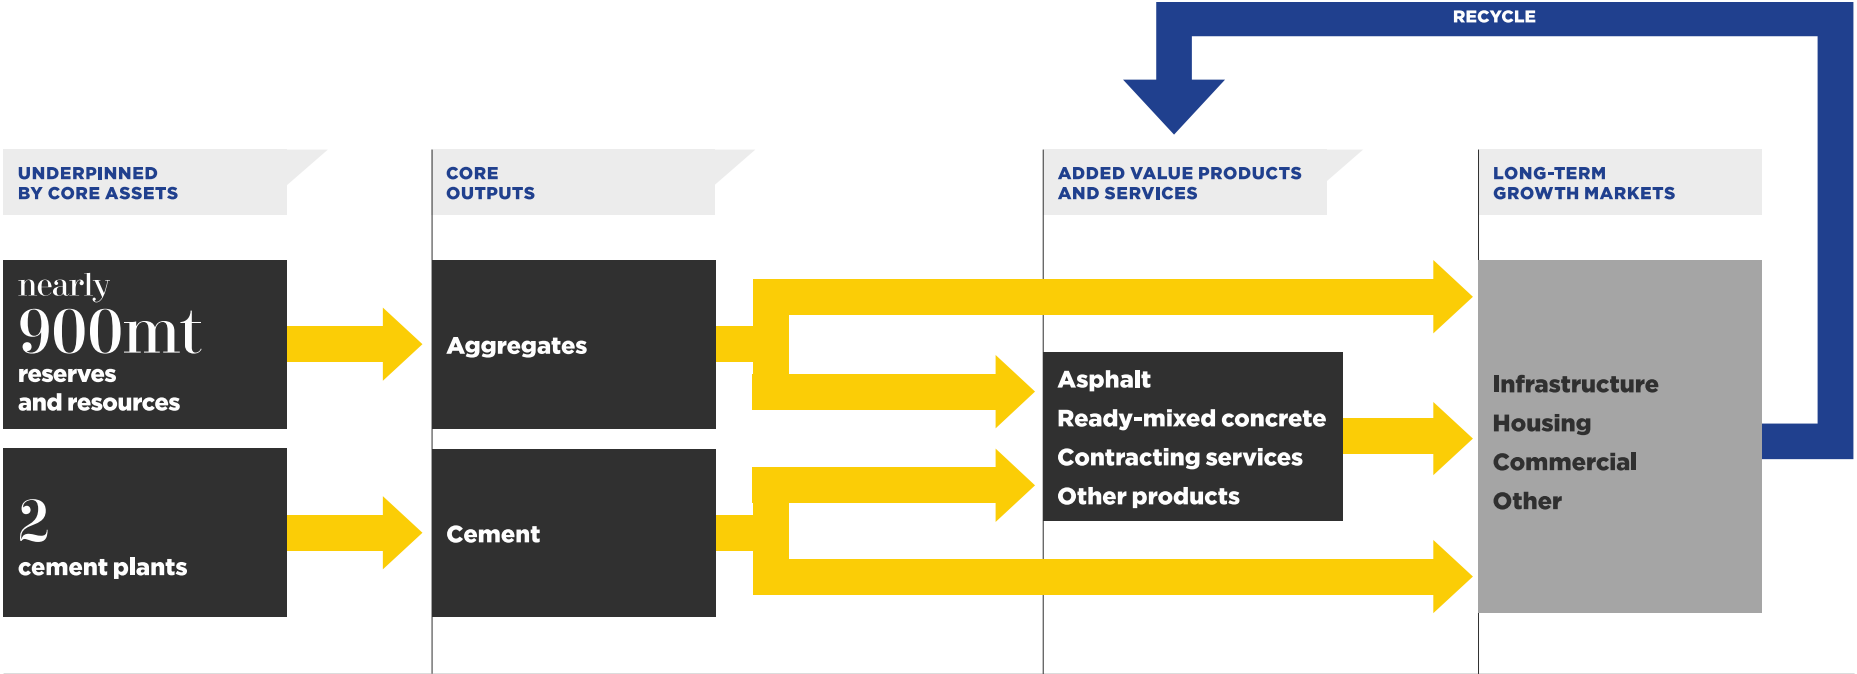 RECYCLE
UNDERPINNED
BY CORE ASSETS
CORE
OUTPUTS
ADDED VALUE PRODUCTS
AND SERVICES
LONG-TERM
GROWTH MARKETS
nearly
900mt
reserves
and resources
Aggregates
Asphalt
Ready-mixed concrete
Contracting services
Other products
Infrastructure
Housing
Commercial
Other
2
cement plants
Cement